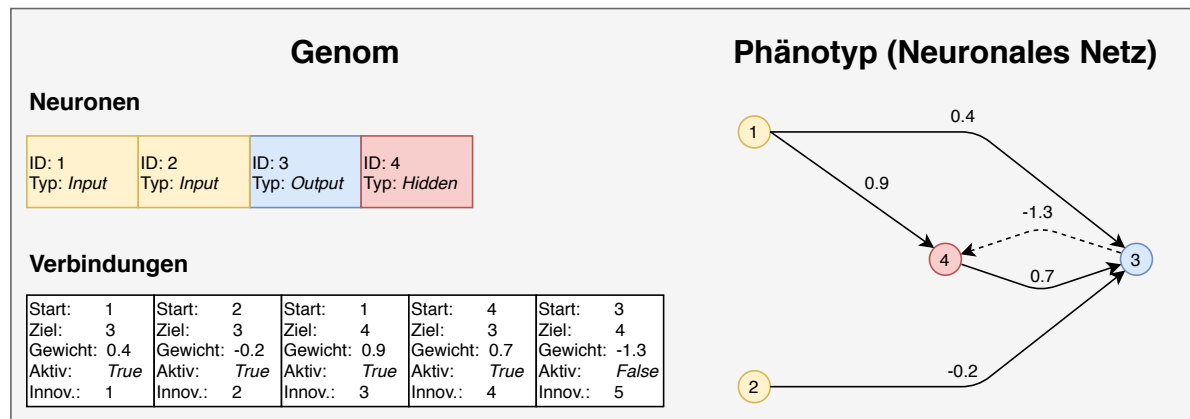 Genom
Neuronen
ID: 1 ID: 2 ID: 3 ID: 4
Typ: Input Typ: Input Typ: Output Typ: Hidden
Verbindungen
Start: 1 Start: 2 Start: 1 Start: 4 Start: 3
Ziel: 3 Ziel: 3 Ziel: 4 Ziel: 3 Ziel: 4
Gewicht: 0.4 Gewicht: -0.2 Gewicht: 0.9 Gewicht: 0.7 Gewicht: -1.3
Aktiv: True Aktiv: True Aktiv: True Aktiv: True Aktiv: False
Innov.: 1 Innov.: 2 Innov.: 3 Innov.: 4 Innov.: 5
Phänotyp (Neuronales Netz)
0.4
1
0.9
-1.3
4
3
0.7
-0.2
2